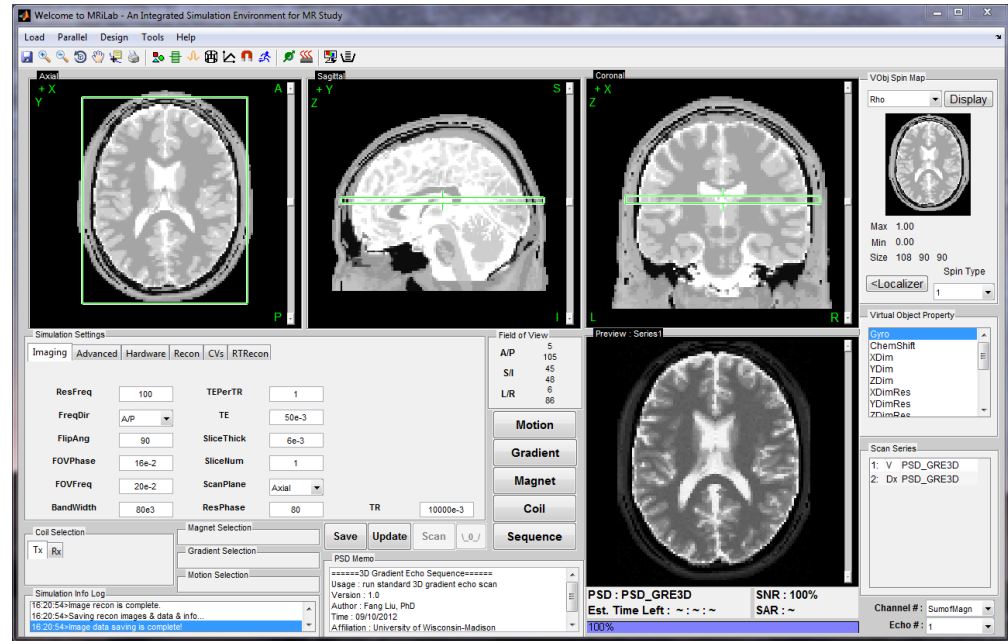 Welcome to MRiLab - An Integrated Simulation Environment for MR Study
Load Parallel Design Tools Help
Axial
+ X
Y
A
P
Sagittal
+ Y
Z
S
I
Coronal
+ X
Z
L
R
VObj Spin Map
Rho
Display
Max 1.00
Min 0.00
Size 108 90 90
Spin Type
<Localizer
1
Virtual Object Property
Gyro
ChemShift
XDim
YDim
ZDim
XDimRes
YDimRes
ZDimRes
Scan Series
1: V PSD_GRE3D
2: Dx PSD_GRE3D
Channel # : SumofMagn
Echo # : 1
Simulation Settings
Imaging Advanced Hardware Recon CVs RTRecon
ResFreq 100 TEPerTR 1
FreqDir A/P TE 50e-3
FlipAng 90 SliceThick 6e-3
FOVPhase 16e-2 SliceNum 1
FOVFreq 20e-2 ScanPlane Axial
BandWidth 80e3 ResPhase 80 TR 10000e-3
Field of View
A/P 5
105
S/I 45
48
L/R 6
86
Motion
Gradient
Magnet
Coil
Sequence
Coil Selection
Tx Rx
Magnet Selection
Gradient Selection
Motion Selection
Save Update Scan \_0_/
Simulation Info Log
16:20:54>Image recon is complete.
16:20:54>Saving recon images & data & info...
16:20:54>Image data saving is complete!
PSD Memo
======3D Gradient Echo Sequence======
Usage : run standard 3D gradient echo scan
Version : 1.0
Author : Fang Liu, PhD
Time : 09/10/2012
Affiliation : University of Wisconsin-Madison
Preview : Series1
PSD : PSD_GRE3D SNR : 100%
Est. Time Left : ~ : ~ : ~ SAR : ~
100%